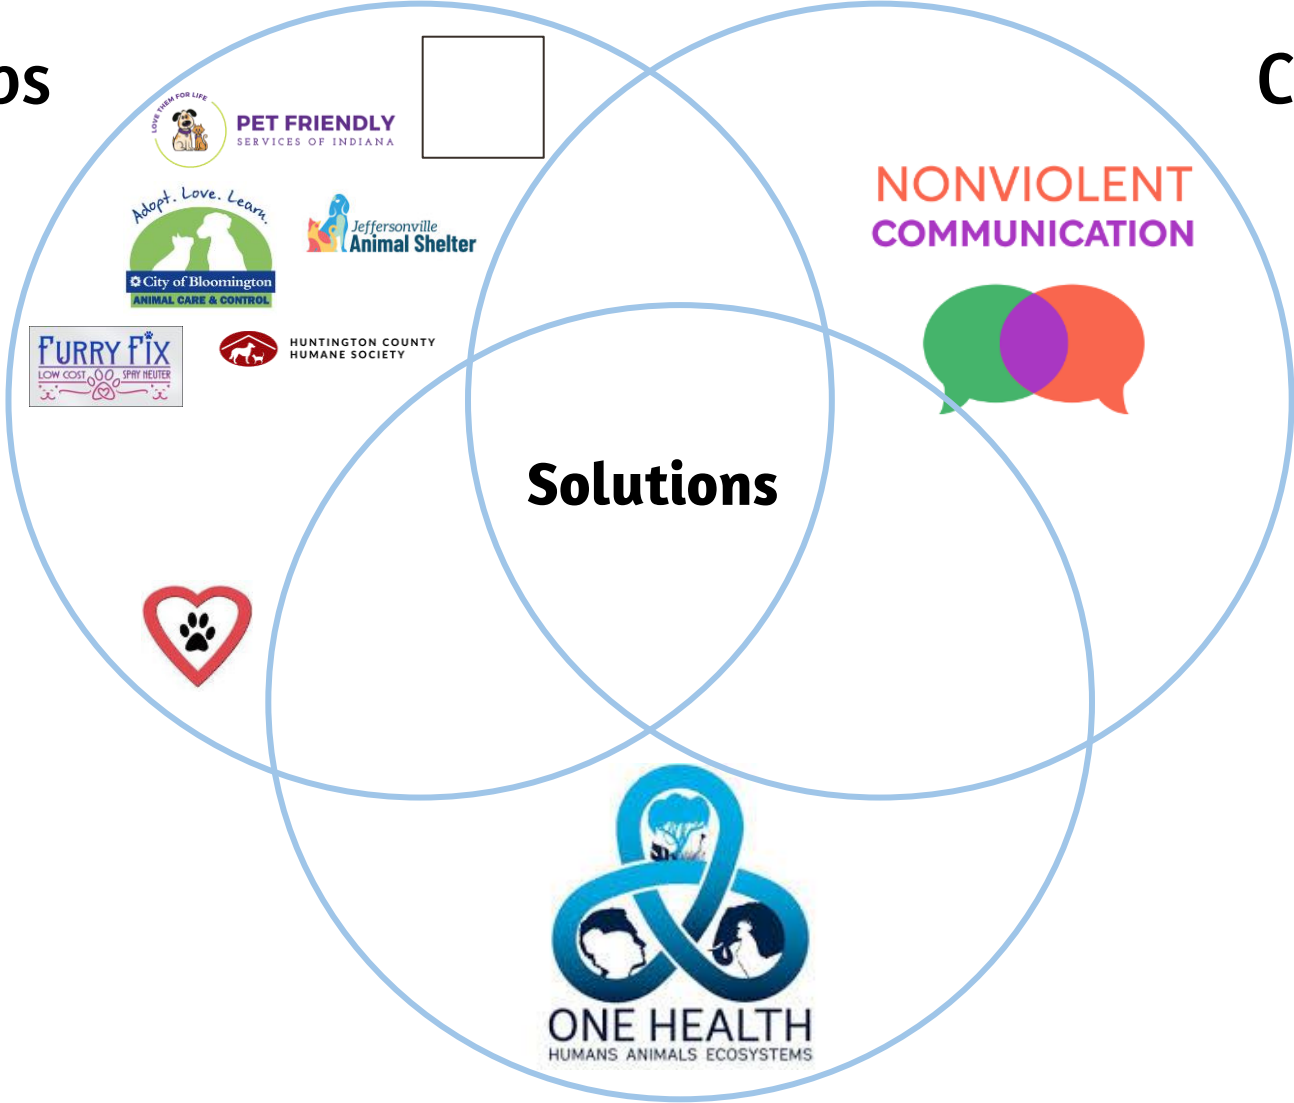 os
C
LOVE THEM FOR LIFE
PET FRIENDLY
SERVICES OF INDIANA
Adopt. Love. Learn.
City of Bloomington
ANIMAL CARE & CONTROL
Jeffersonville
Animal Shelter
FURRY FIX
LOW COST SPAY NEUTER
HUNTINGTON COUNTY
HUMANE SOCIETY
NONVIOLENT
COMMUNICATION
Solutions
ONE HEALTH
HUMANS ANIMALS ECOSYSTEMS